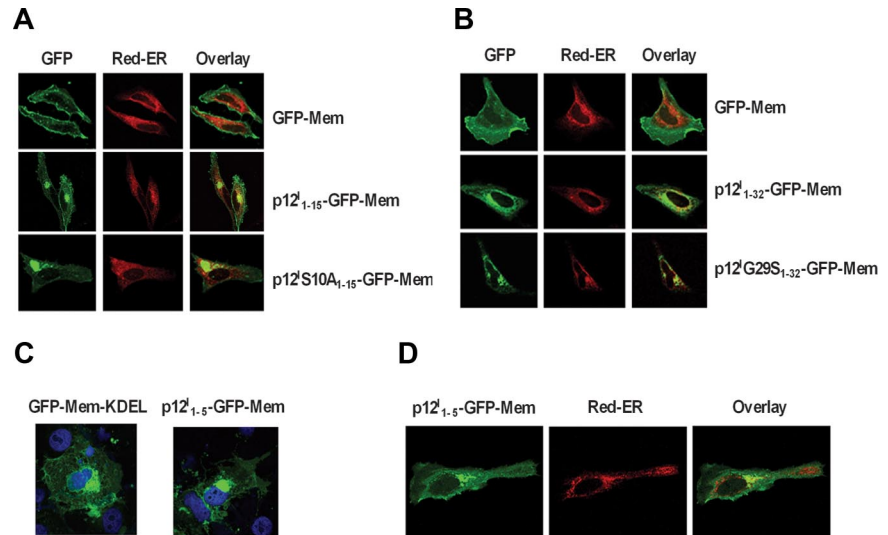 A
GFP Red-ER Overlay
GFP-Mem
p12ᴵ₁₋₁₅-GFP-Mem
p12ᴵS10A₁₋₁₅-GFP-Mem
B
GFP Red-ER Overlay
GFP-Mem
p12ᴵ₁₋₃₂-GFP-Mem
p12ᴵG29S₁₋₃₂-GFP-Mem
C
GFP-Mem-KDEL p12ᴵ₁₋₅-GFP-Mem
D
p12ᴵ₁₋₅-GFP-Mem Red-ER Overlay